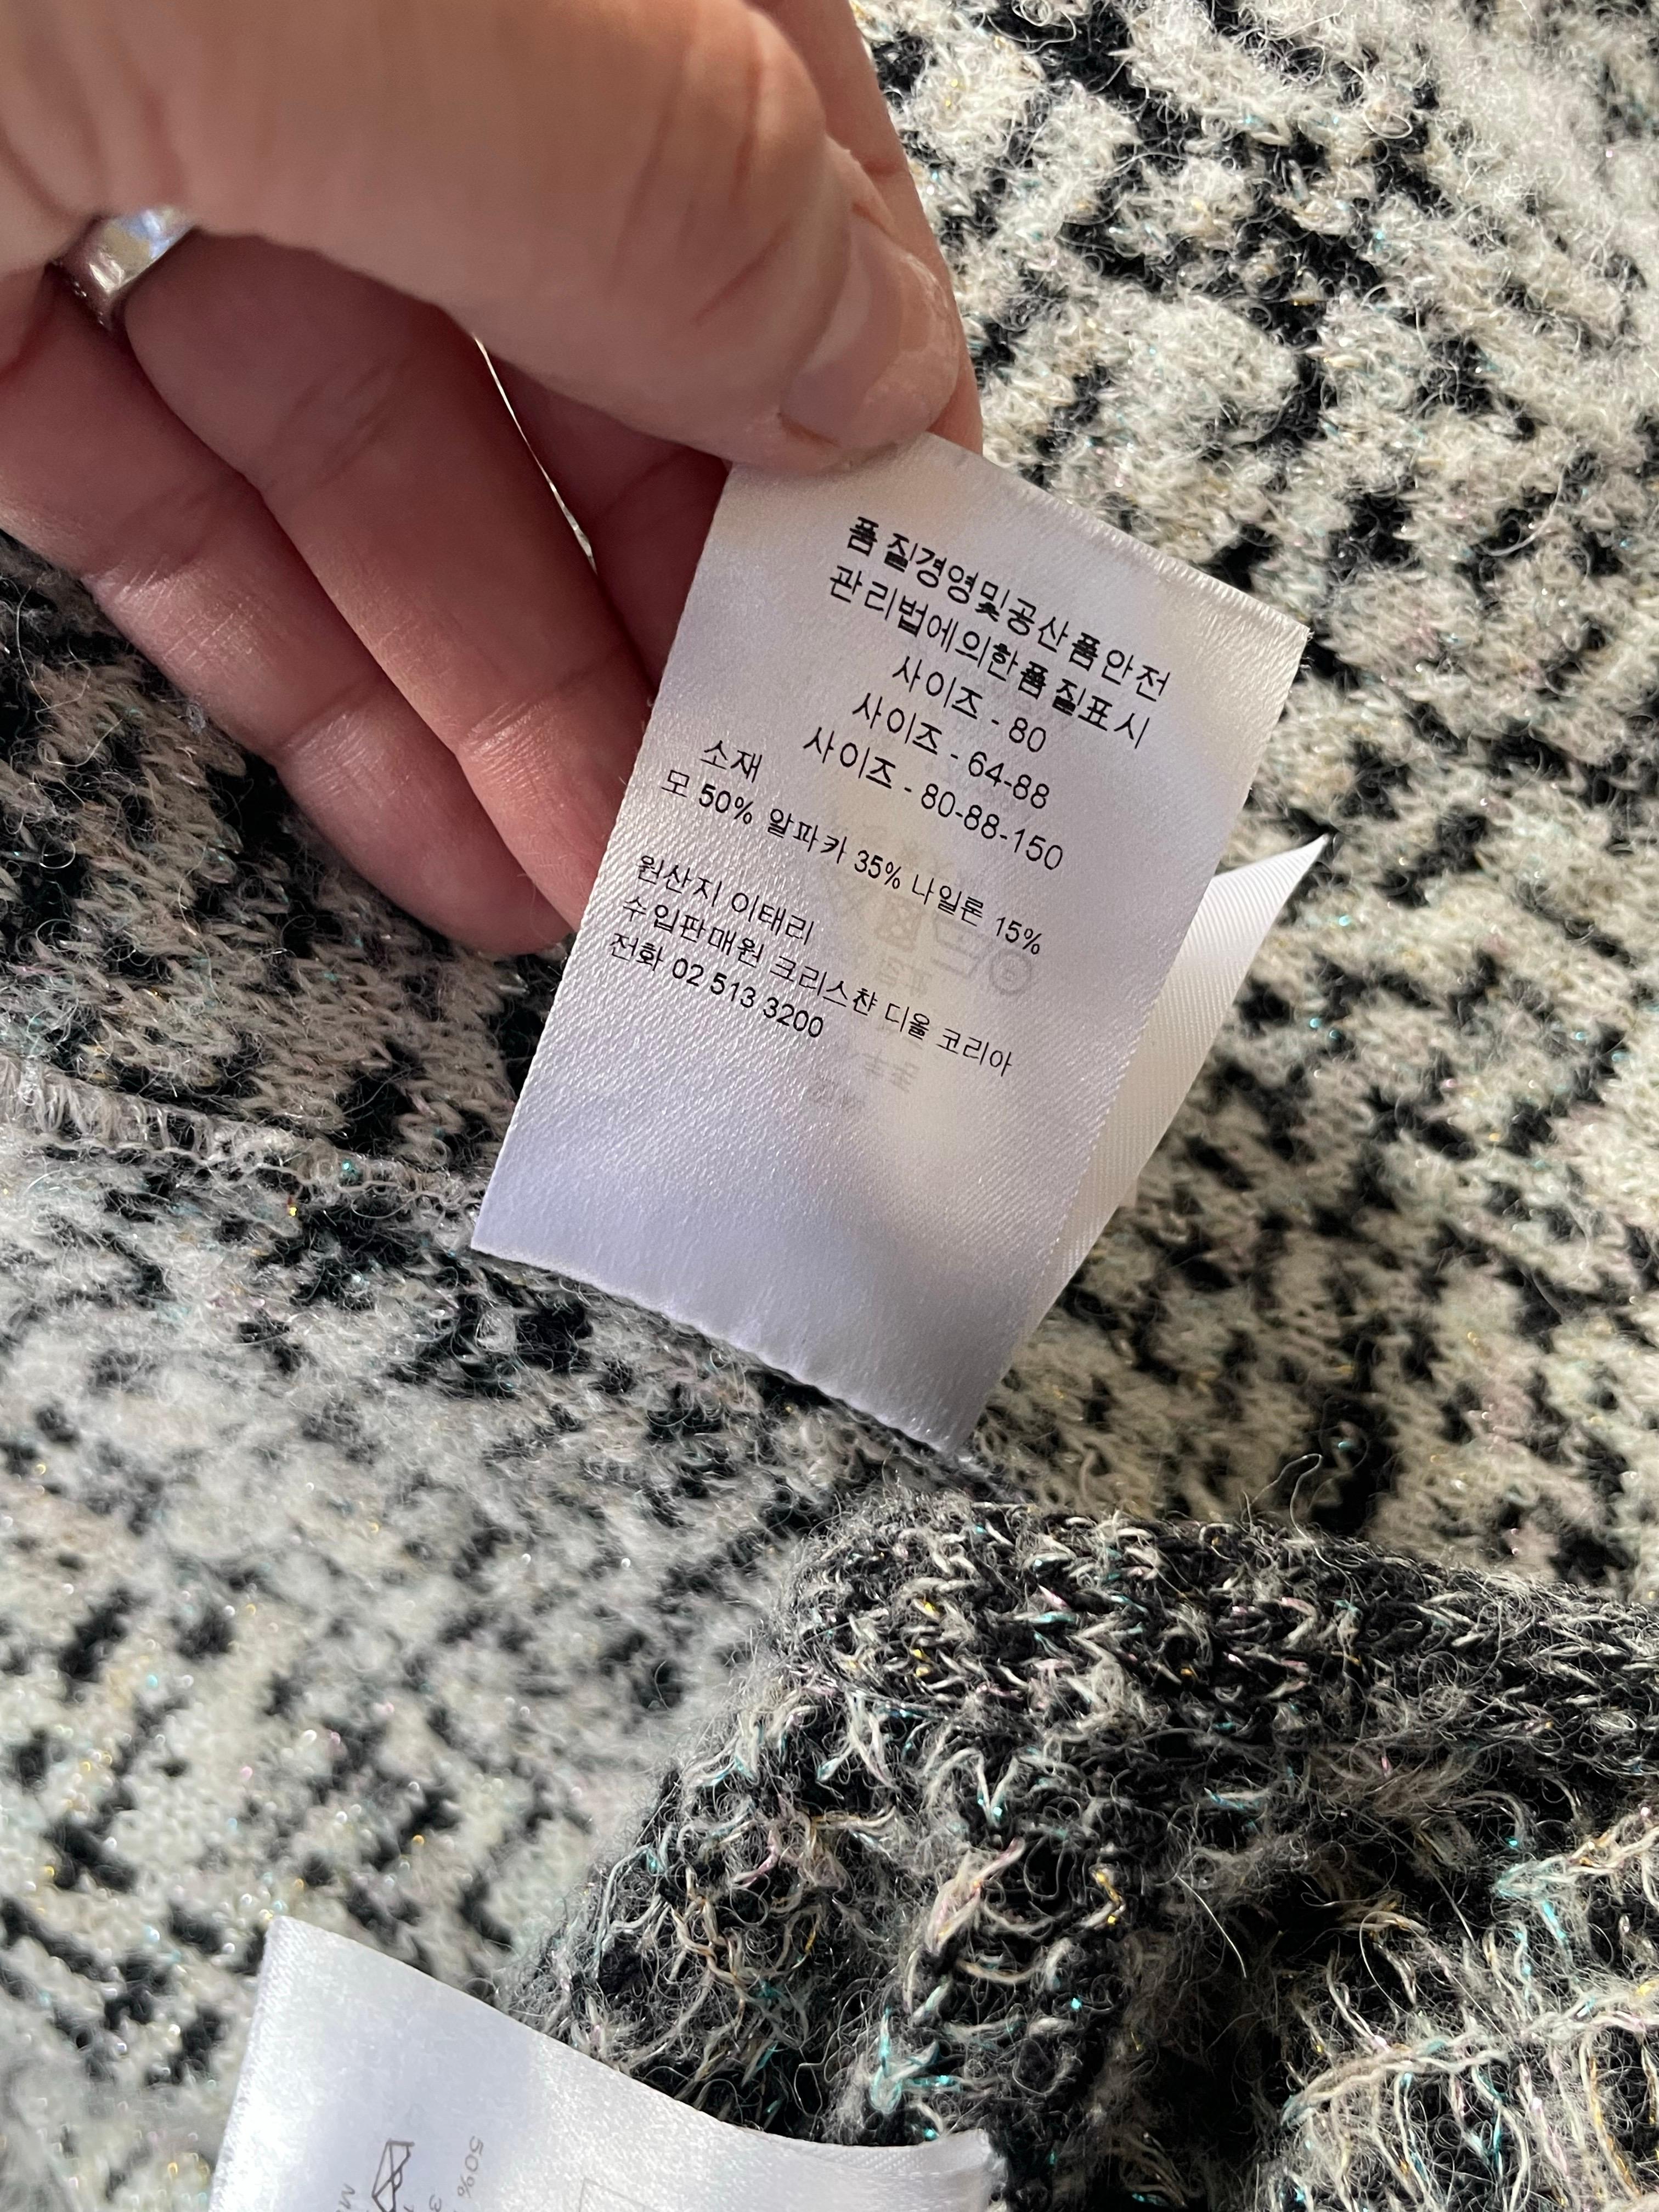 품질경영및공산품안전
관리법에의한품질표시
사이즈 - 80
사이즈 - 64-88
사이즈 - 80-88-150
소재
모 50% 알파카 35% 나일론 15%
원산지 이태리
수입판매원 크리스챤 디올 코리아
전화 02 513 3200
50%